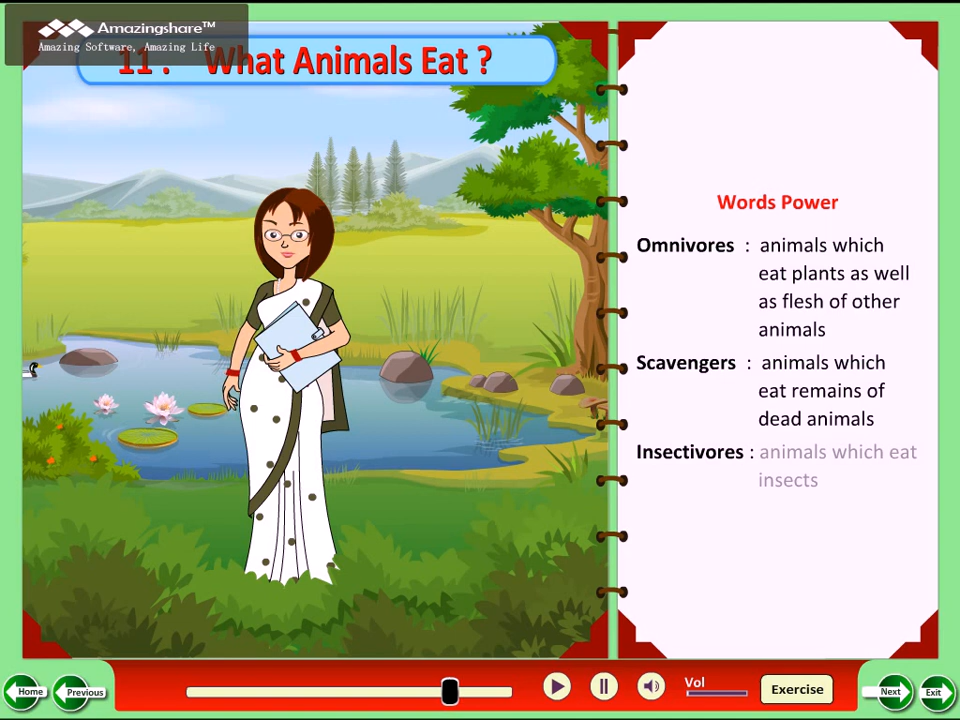 Amazingshare™
Amazing Software, Amazing Life
11 . What Animals Eat ?
Words Power
Omnivores : animals which
eat plants as well
as flesh of other
animals
Scavengers : animals which
eat remains of
dead animals
Insectivores : animals which eat
insects
Home
Previous
Vol
Exercise
Next
Exit